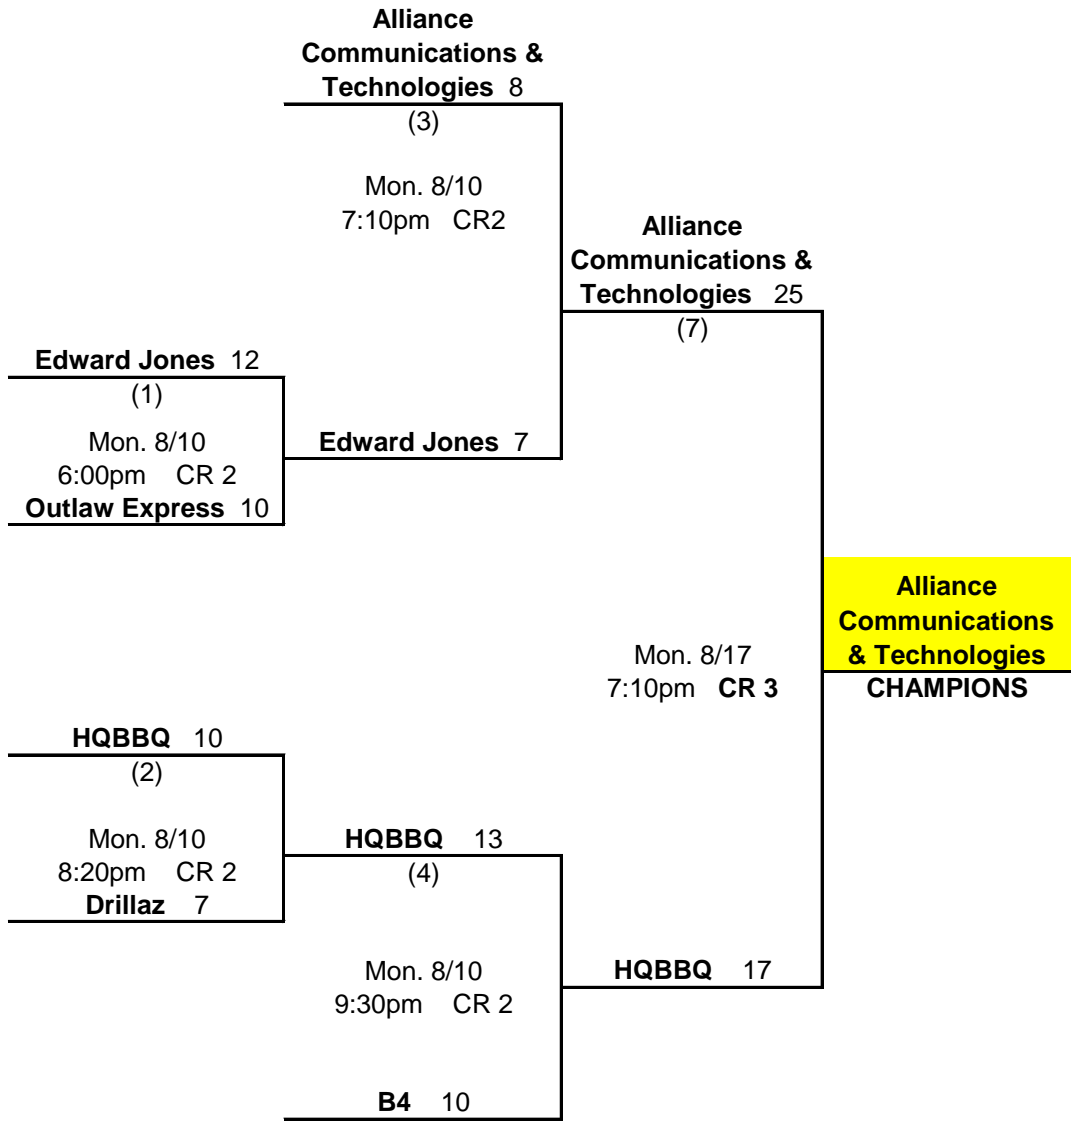 Alliance
Communications &
Technologies 8
(3)
Mon. 8/10
7:10pm CR2
Alliance
Communications &
Technologies 25
(7)
Edward Jones 12
(1)
Mon. 8/10
6:00pm CR 2
Outlaw Express 10
Edward Jones 7
Alliance
Communications
& Technologies
CHAMPIONS
Mon. 8/17
7:10pm CR 3
HQBBQ 10
(2)
Mon. 8/10
8:20pm CR 2
Drillaz 7
HQBBQ 13
(4)
Mon. 8/10
9:30pm CR 2
HQBBQ 17
B4 10